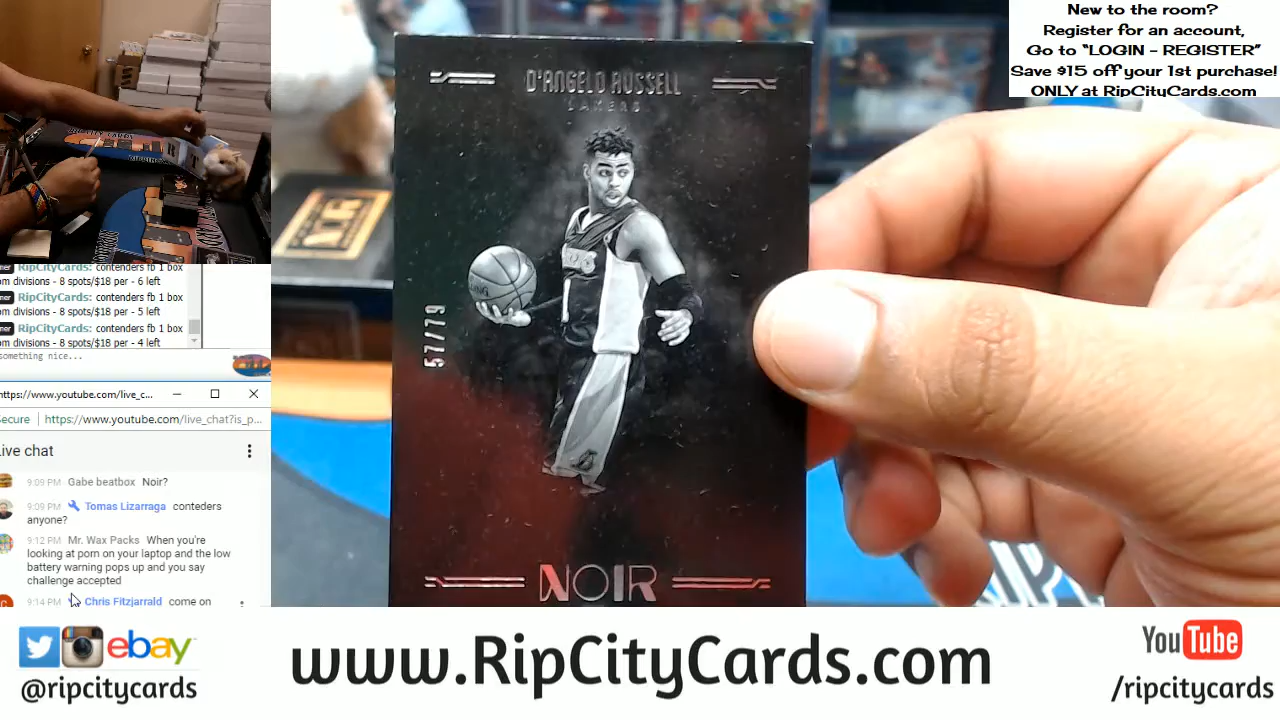 New to the room?
Register for an account,
Go to “LOGIN - REGISTER”
Save $15 off your 1st purchase!
ONLY at RipCityCards.com
D'ANGELO RUSSELL
LAKERS
57/79
NOIR
RipCityCards: contenders fb 1 box
om divisions - 8 spots/$18 per - 6 left
RipCityCards: contenders fb 1 box
om divisions - 8 spots/$18 per - 5 left
RipCityCards: contenders fb 1 box
om divisions - 8 spots/$18 per - 4 left
something nice...
https://www.youtube.com/live_c...
Secure https://www.youtube.com/live_chat?is_p...
Live chat
9:09 PM Gabe beatbox Noir?
9:09 PM Tomas Lizarraga conteders
anyone?
9:12 PM Mr. Wax Packs When you're
looking at porn on your laptop and the low
battery warning pops up and you say
challenge accepted
9:14 PM Chris Fitzjarrald come on
ebay
@ripcitycards
www.RipCityCards.com
YouTube
/ripcitycards